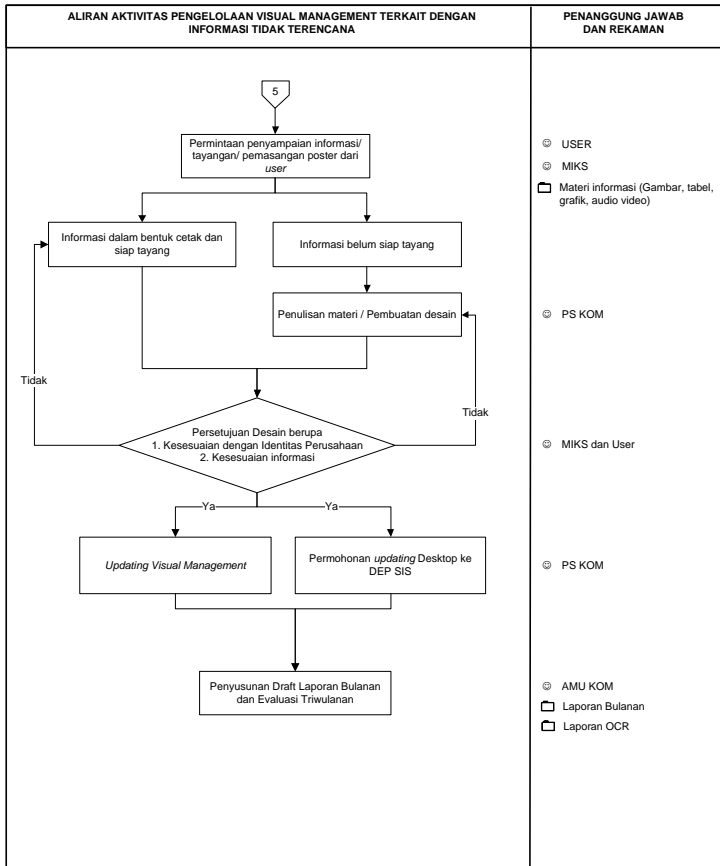 ALIRAN AKTIVITAS PENGELOLAAN VISUAL MANAGEMENT TERKAIT DENGAN
INFORMASI TIDAK TERENCANA
PENANGGUNG JAWAB
DAN REKAMAN
5
Permintaan penyampaian informasi/
tayangan/ pemasangan poster dari
user
USER
MIKS
Materi informasi (Gambar, tabel,
grafik, audio video)
Informasi dalam bentuk cetak dan
siap tayang
Informasi belum siap tayang
Penulisan materi / Pembuatan desain
PS KOM
Tidak
Tidak
Persetujuan Desain berupa
1. Kesesuaian dengan Identitas Perusahaan
2. Kesesuaian informasi
MIKS dan User
Ya
Ya
Updating Visual Management
Permohonan updating Desktop ke
DEP SIS
PS KOM
Penyusunan Draft Laporan Bulanan
dan Evaluasi Triwulanan
AMU KOM
Laporan Bulanan
Laporan OCR